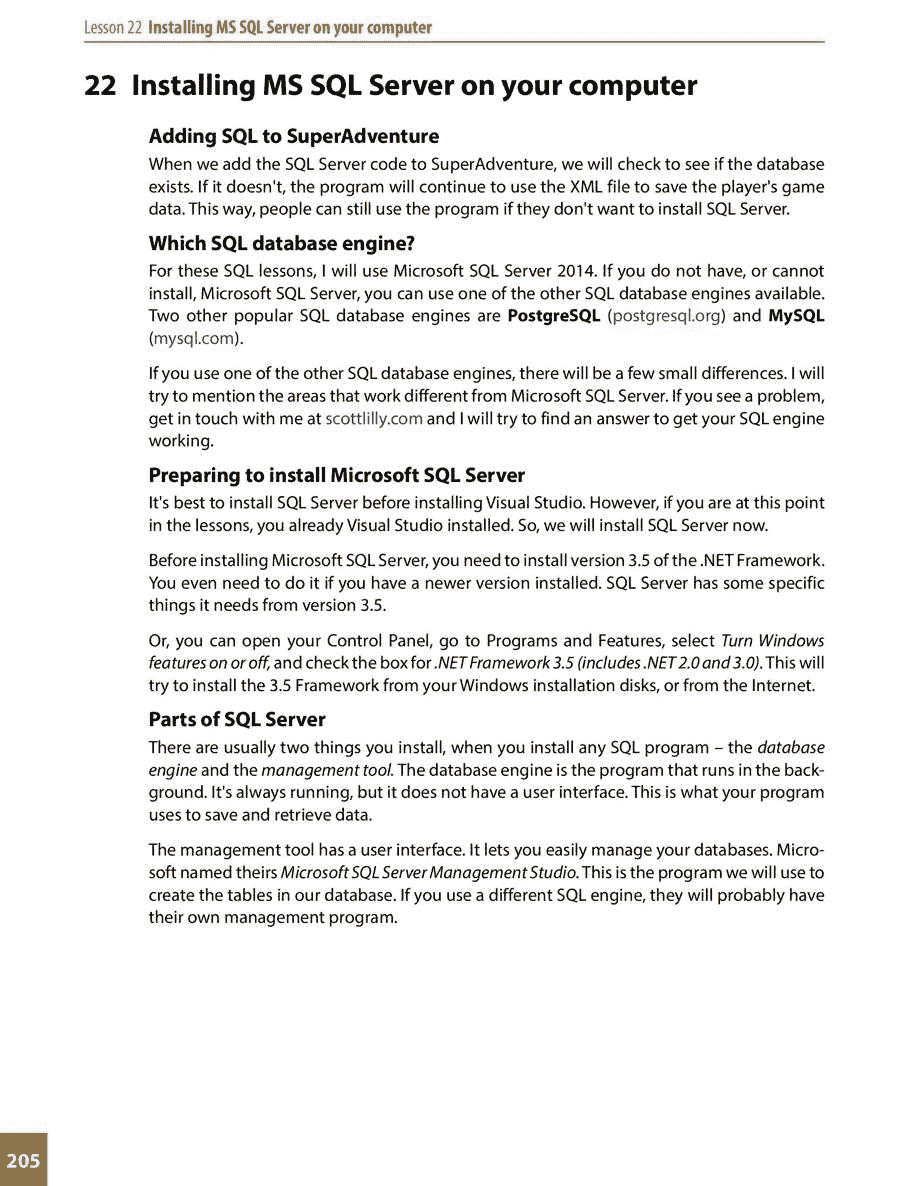 Lesson 22 Installing MS SQL Server on your computer
22 Installing MS SQL Server on your computer
Adding SQL to SuperAdventure
When we add the SQL Server code to SuperAdventure, we will check to see if the database
exists. If it doesn't, the program will continue to use the XML file to save the player's game
data. This way, people can still use the program if they don't want to install SQL Server.
Which SQL database engine?
For these SQL lessons, I will use Microsoft SQL Server 2014. If you do not have, or cannot
install, Microsoft SQL Server, you can use one of the other SQL database engines available.
Two other popular SQL database engines are PostgreSQL (postgresql.org) and MySQL
(mysql.com).
If you use one of the other SQL database engines, there will be a few small differences. I will
try to mention the areas that work different from Microsoft SQL Server. If you see a problem,
get in touch with me at scottlilly.com and I will try to find an answer to get your SQL engine
working.
Preparing to install Microsoft SQL Server
It's best to install SQL Server before installing Visual Studio. However, if you are at this point
in the lessons, you already Visual Studio installed. So, we will install SQL Server now.
Before installing Microsoft SQL Server, you need to install version 3.5 of the .NET Framework.
You even need to do it if you have a newer version installed. SQL Server has some specific
things it needs from version 3.5.
Or, you can open your Control Panel, go to Programs and Features, select Turn Windows
features on or off, and check the box for .NET Framework 3.5 (includes .NET 2.0 and 3.0). This will
try to install the 3.5 Framework from your Windows installation disks, or from the Internet.
Parts of SQL Server
There are usually two things you install, when you install any SQL program – the database
engine and the management tool. The database engine is the program that runs in the back-
ground. It's always running, but it does not have a user interface. This is what your program
uses to save and retrieve data.
The management tool has a user interface. It lets you easily manage your databases. Micro-
soft named theirs Microsoft SQL Server Management Studio. This is the program we will use to
create the tables in our database. If you use a different SQL engine, they will probably have
their own management program.
205